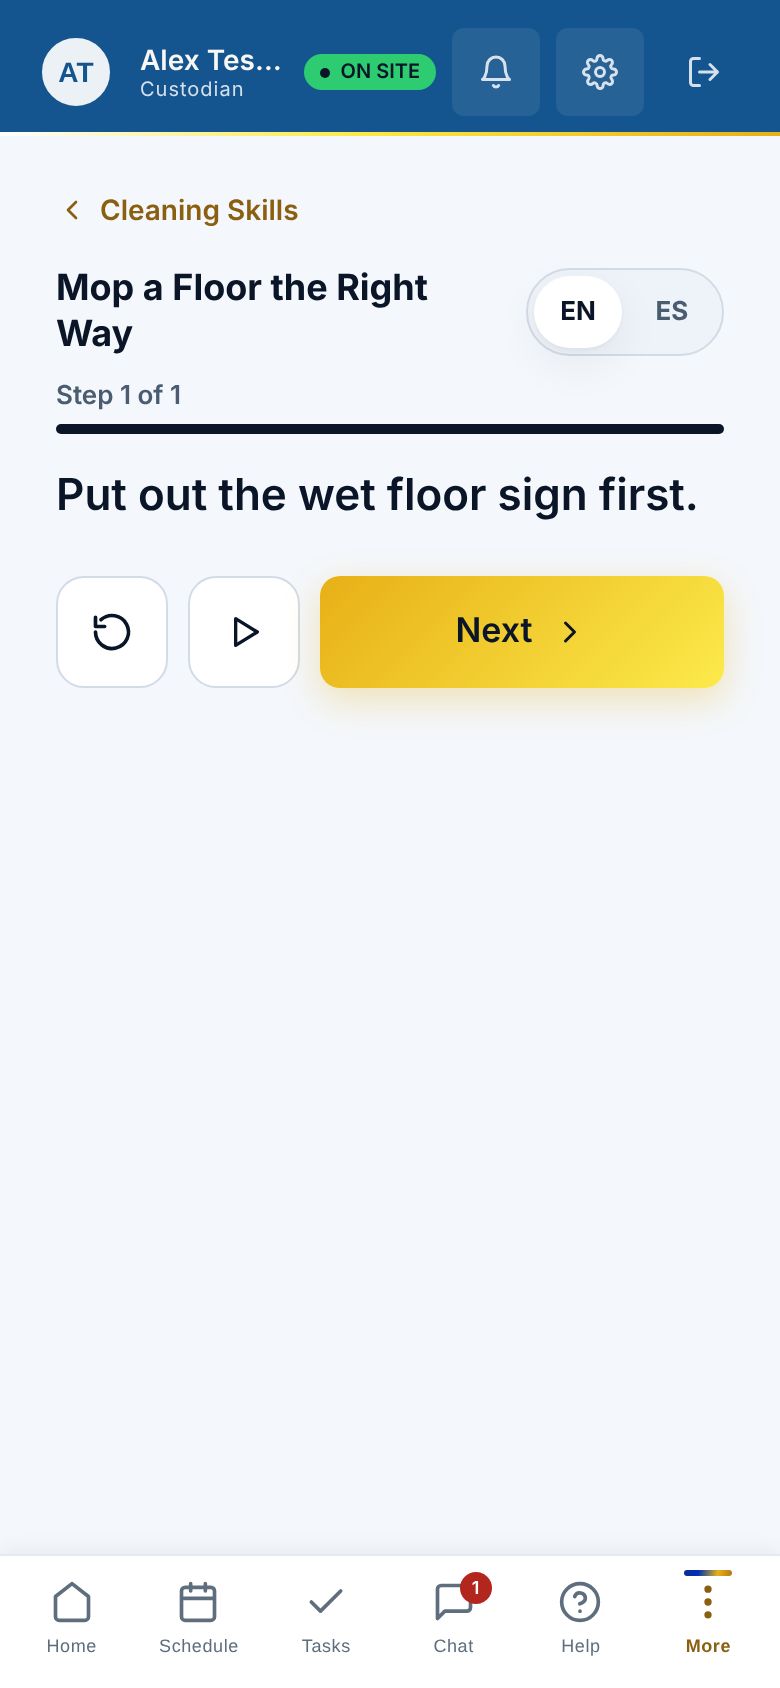 AT
Alex Tes...
Custodian
ON SITE
Cleaning Skills
Mop a Floor the Right
Way
EN
ES
Step 1 of 1
Put out the wet floor sign first.
Next
1
Home
Schedule
Tasks
Chat
Help
More